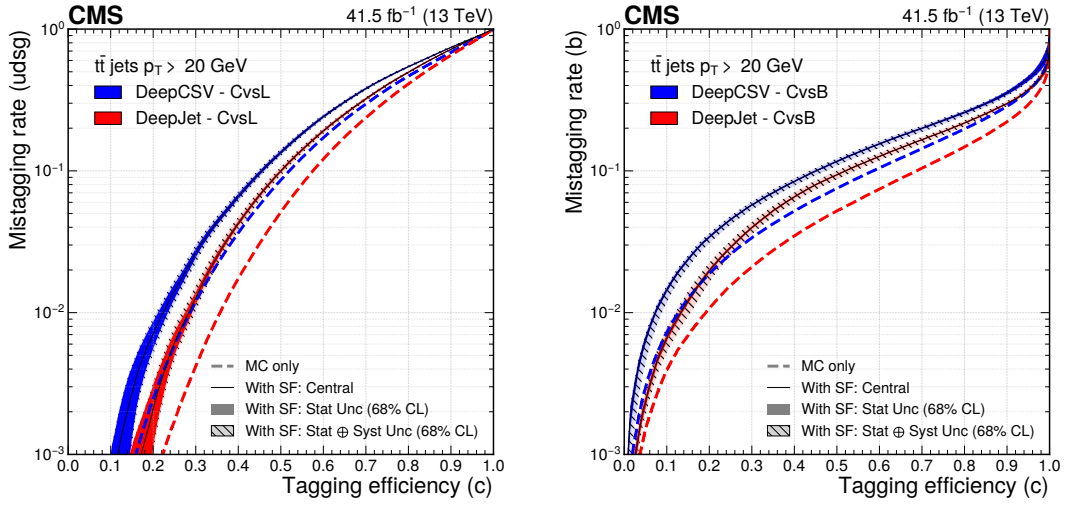 CMS
41.5 fb⁻¹ (13 TeV)
tt̄ jets p_T > 20 GeV
DeepCSV - CvsL
DeepJet - CvsL
MC only
With SF: Central
With SF: Stat Unc (68% CL)
With SF: Stat ⊕ Syst Unc (68% CL)
Mistagging rate (udsg)
10⁰
10⁻¹
10⁻²
10⁻³
0.0 0.1 0.2 0.3 0.4 0.5 0.6 0.7 0.8 0.9 1.0
Tagging efficiency (c)
CMS
41.5 fb⁻¹ (13 TeV)
tt̄ jets p_T > 20 GeV
DeepCSV - CvsB
DeepJet - CvsB
MC only
With SF: Central
With SF: Stat Unc (68% CL)
With SF: Stat ⊕ Syst Unc (68% CL)
Mistagging rate (b)
10⁰
10⁻¹
10⁻²
10⁻³
0.0 0.1 0.2 0.3 0.4 0.5 0.6 0.7 0.8 0.9 1.0
Tagging efficiency (c)